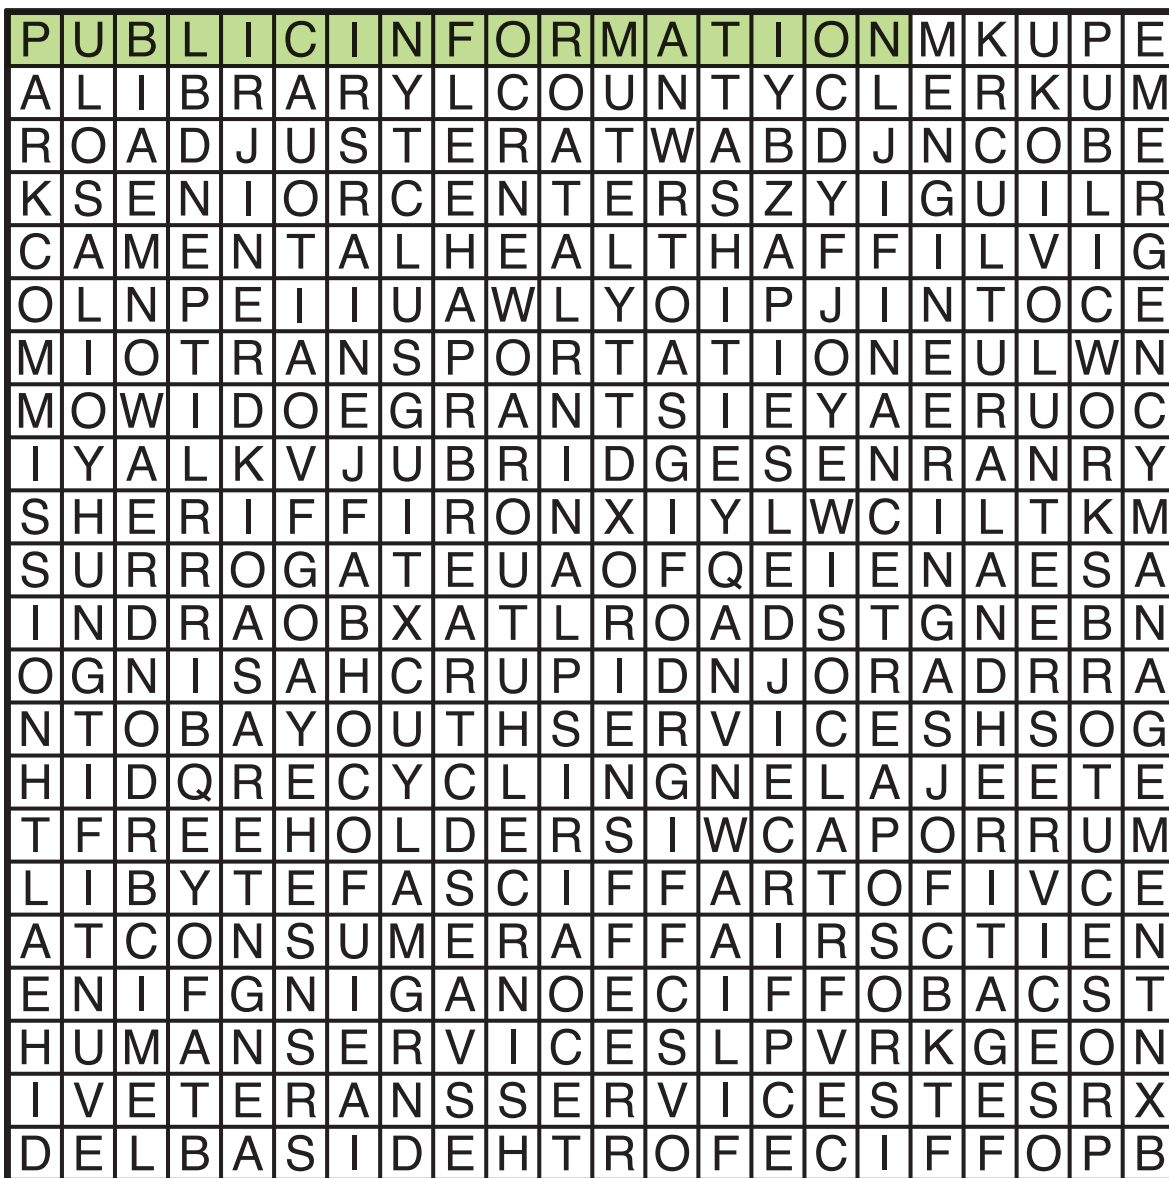 PUBLICINFORMATIONMKUPE
ALIBRARYLCOUNTYCLERKUM
ROADJUSTERATWABDJNCOBE
KSENIORCENTERSZYIGUILR
CAMENTALHEALTHAFFILVIG
OLNPEIIUAWLYOIPJINTOCE
MIOTRANSPORTATIONEULWN
MOWIDOEGRANTSIEYAERUOC
IYALKVJUBRIDGESENRANRY
SHERIFFIRONXIYLWCILTKM
SURROGATEUAOFQEIENAESA
INDRAOBXATLROADSTGNEBN
OGNISAHCRUPIDNJORADRRA
NTOBAYOUTHSERVICESHSOG
HIDQRECYCLINGNELAJEETE
TFREEHOLDERSIWCAPORRUM
LIBYTEFASCIFFARTOFIVCE
ATCONSUMERAFFAIRSCTIEN
ENIFGNIGANOECIFFOBACST
HUMANSERVICESLPVRKGEON
IVETERANSSERVICESTESRX
DELBASIDEHTROFECIFFOPB